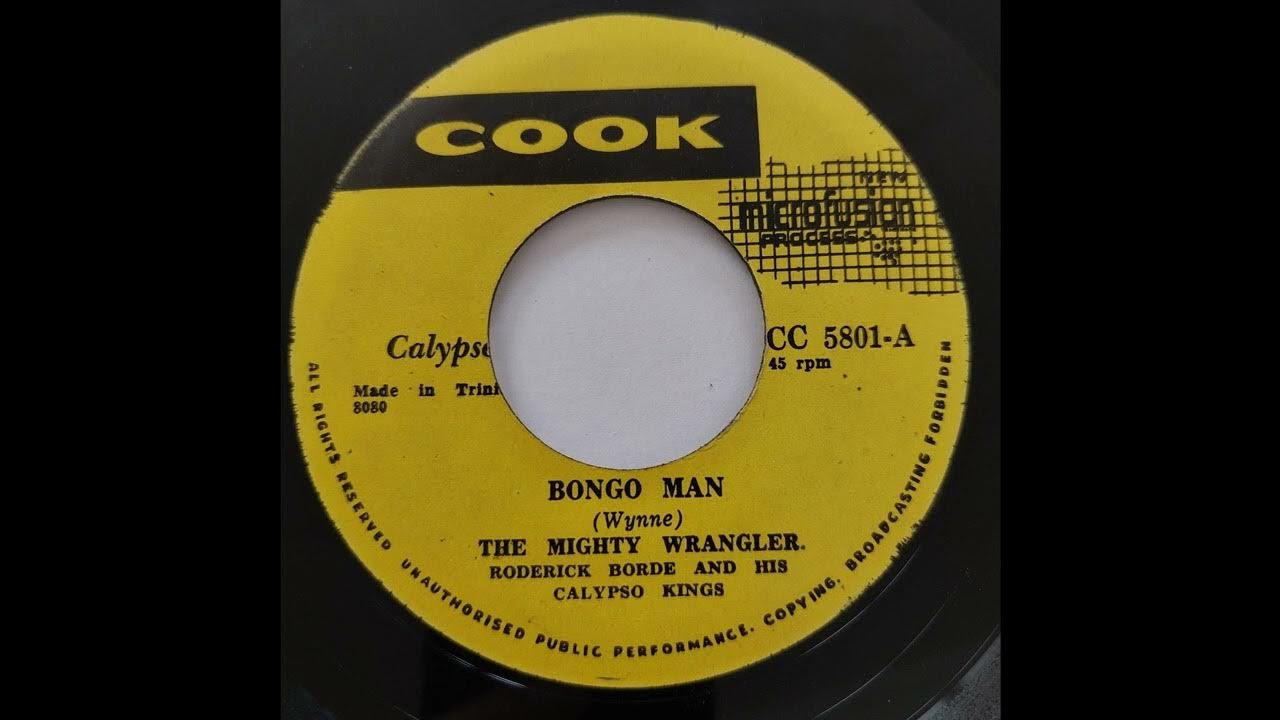 COOK
NEW
microfusion
PROCESS
Calypso
CC 5801-A
45 rpm
Made in Trini
8080
BONGO MAN
(Wynne)
THE MIGHTY WRANGLER.
RODERICK BORDE AND HIS
CALYPSO KINGS
ALL RIGHTS RESERVED UNAUTHORISED PUBLIC PERFORMANCE. COPYING. BROADCASTING FORBIDDEN